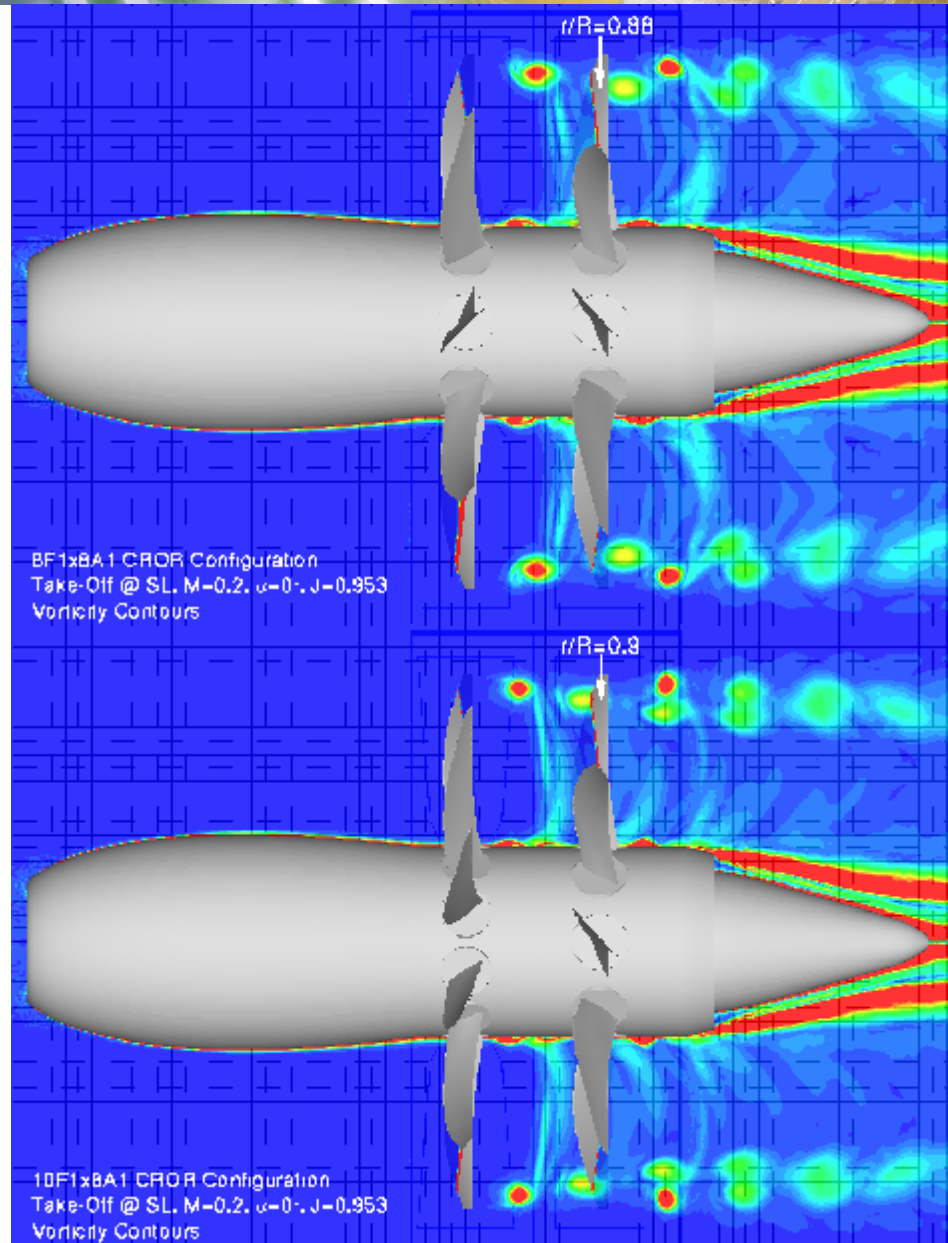 r/R=0.88
8F1x8A1 CROR Configuration
Take-Off @ SL, M=0.2, α=0°, J=0.953
Vorticity Contours
r/R=0.9
10F1x8A1 CROR Configuration
Take-Off @ SL, M=0.2, α=0°, J=0.953
Vorticity Contours